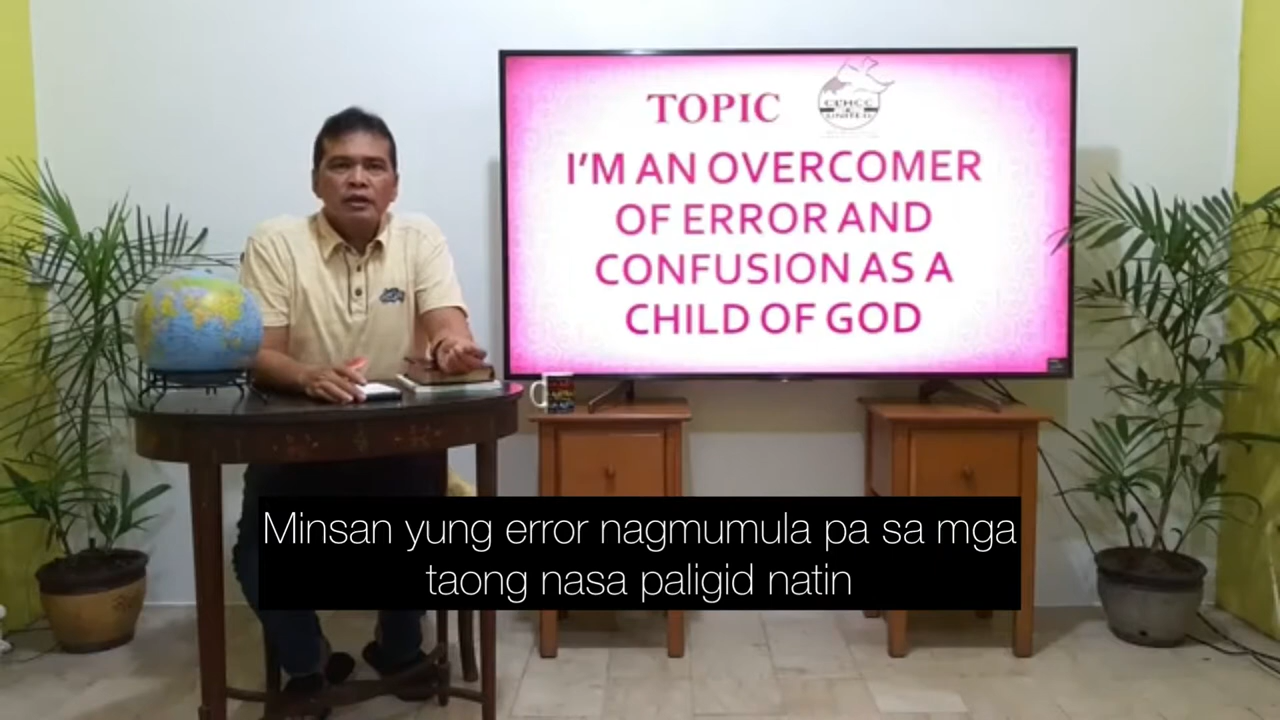 TOPIC
I'M AN OVERCOMER
OF ERROR AND
CONFUSION AS A
CHILD OF GOD
Minsan yung error nagmumula pa sa mga
taong nasa paligid natin